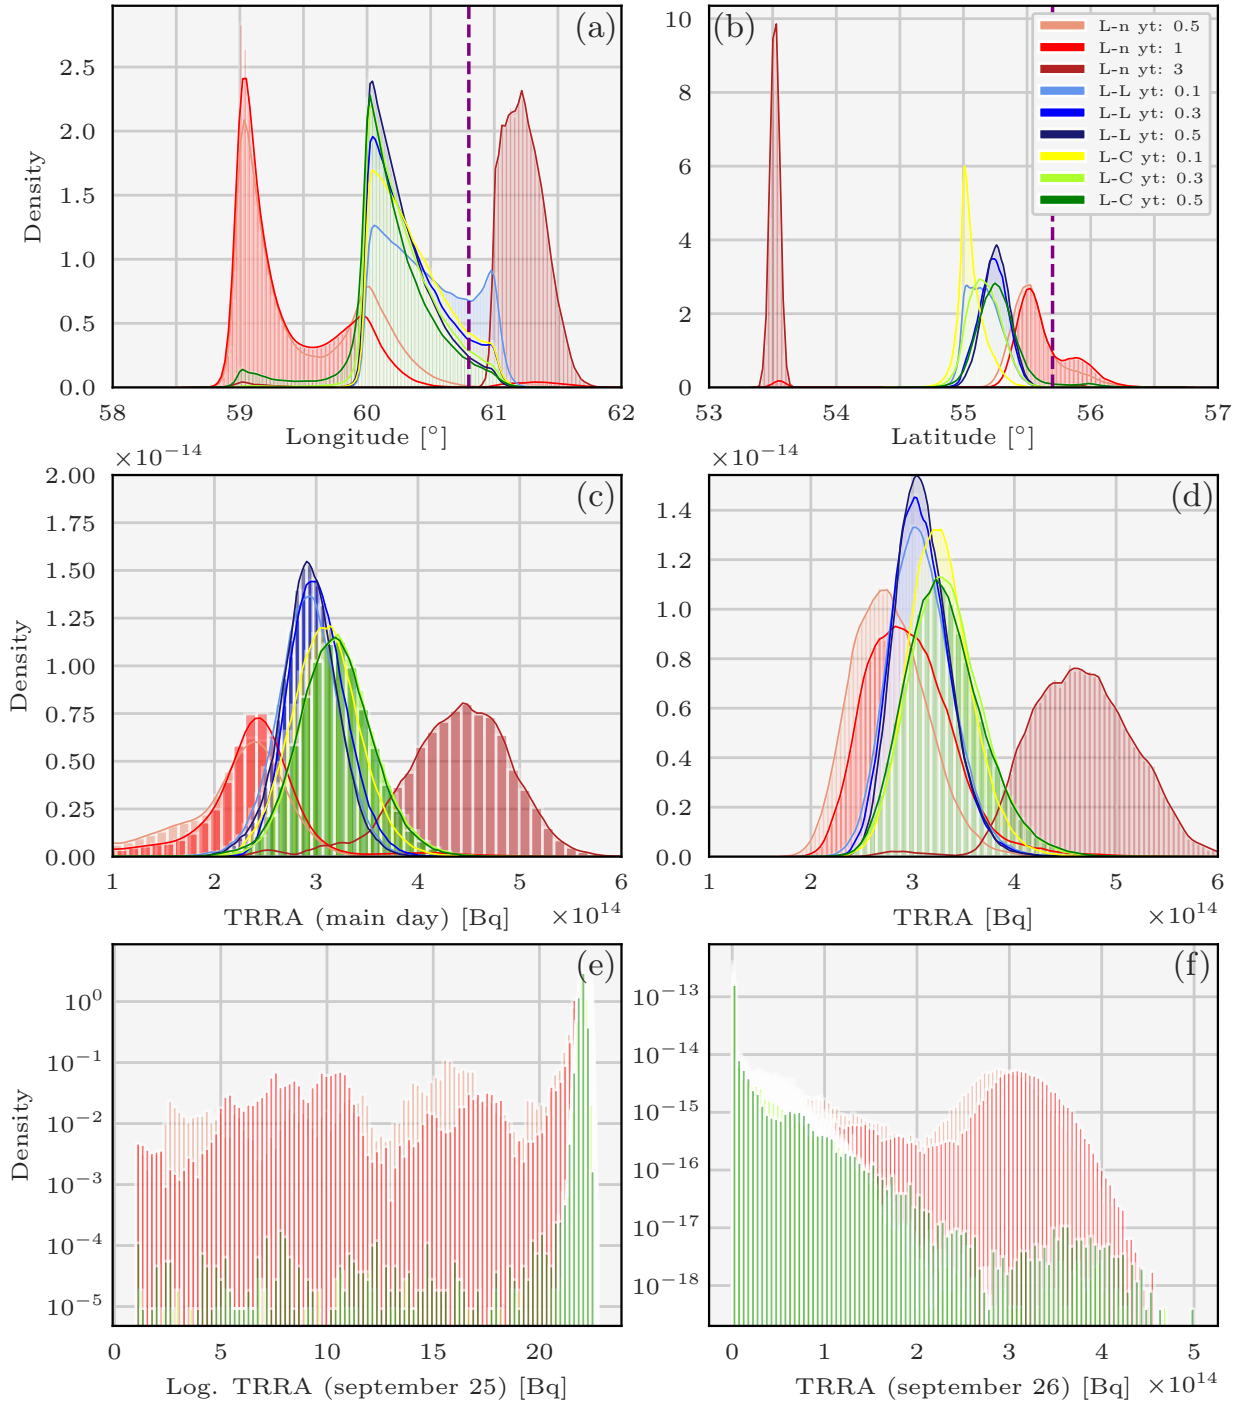 (a)
2.5
2.0
1.5
1.0
0.5
0.0
Density
58 59 60 61 62
Longitude [°]
(b)
10
8
6
4
2
0
53 54 55 56 57
Latitude [°]
L-n yt: 0.5
L-n yt: 1
L-n yt: 3
L-L yt: 0.1
L-L yt: 0.3
L-L yt: 0.5
L-C yt: 0.1
L-C yt: 0.3
L-C yt: 0.5
×10⁻¹⁴
(c)
2.00
1.75
1.50
1.25
1.00
0.75
0.50
0.25
0.00
Density
1 2 3 4 5 6
TRRA (main day) [Bq] ×10¹⁴
×10⁻¹⁴
(d)
1.4
1.2
1.0
0.8
0.6
0.4
0.2
0.0
1 2 3 4 5 6
TRRA [Bq] ×10¹⁴
(e)
10⁰
10⁻¹
10⁻²
10⁻³
10⁻⁴
10⁻⁵
Density
0 5 10 15 20
Log. TRRA (september 25) [Bq]
(f)
10⁻¹³
10⁻¹⁴
10⁻¹⁵
10⁻¹⁶
10⁻¹⁷
10⁻¹⁸
0 1 2 3 4 5
TRRA (september 26) [Bq] ×10¹⁴